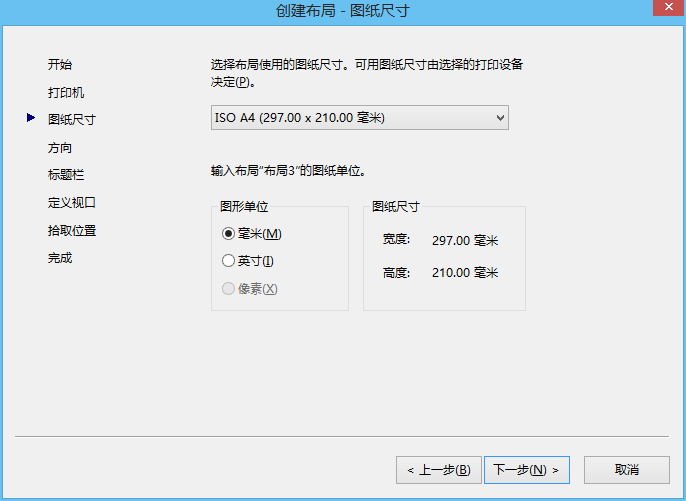 创建布局 - 图纸尺寸
开始
打印机
图纸尺寸
方向
标题栏
定义视口
拾取位置
完成
选择布局使用的图纸尺寸。可用图纸尺寸由选择的打印设备
决定(P)。
ISO A4 (297.00 x 210.00 毫米)
输入布局"布局3"的图纸单位。
图形单位
毫米(M)
英寸(I)
像素(X)
图纸尺寸
宽度: 297.00 毫米
高度: 210.00 毫米
< 上一步(B) 下一步(N) > 取消